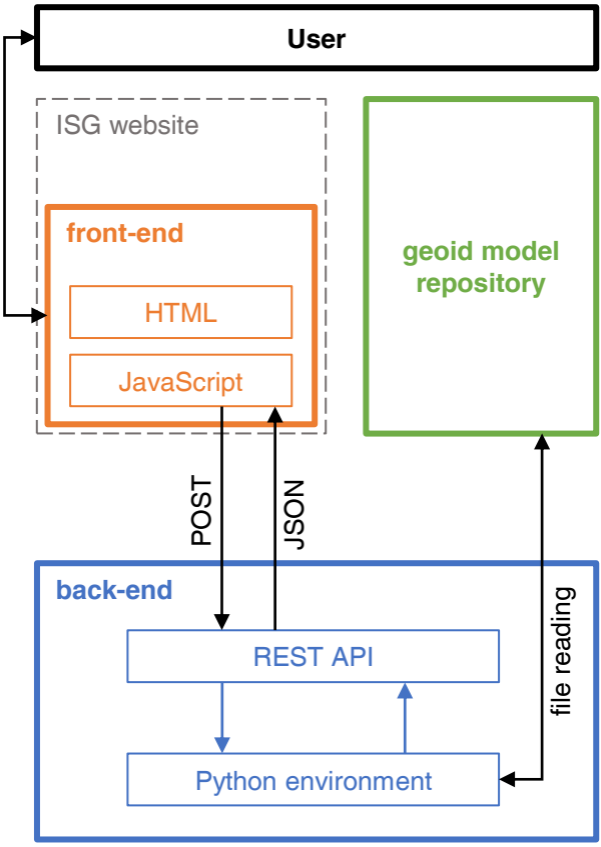 User
ISG website
front-end
HTML
JavaScript
geoid model
repository
POST
JSON
back-end
REST API
Python environment
file reading